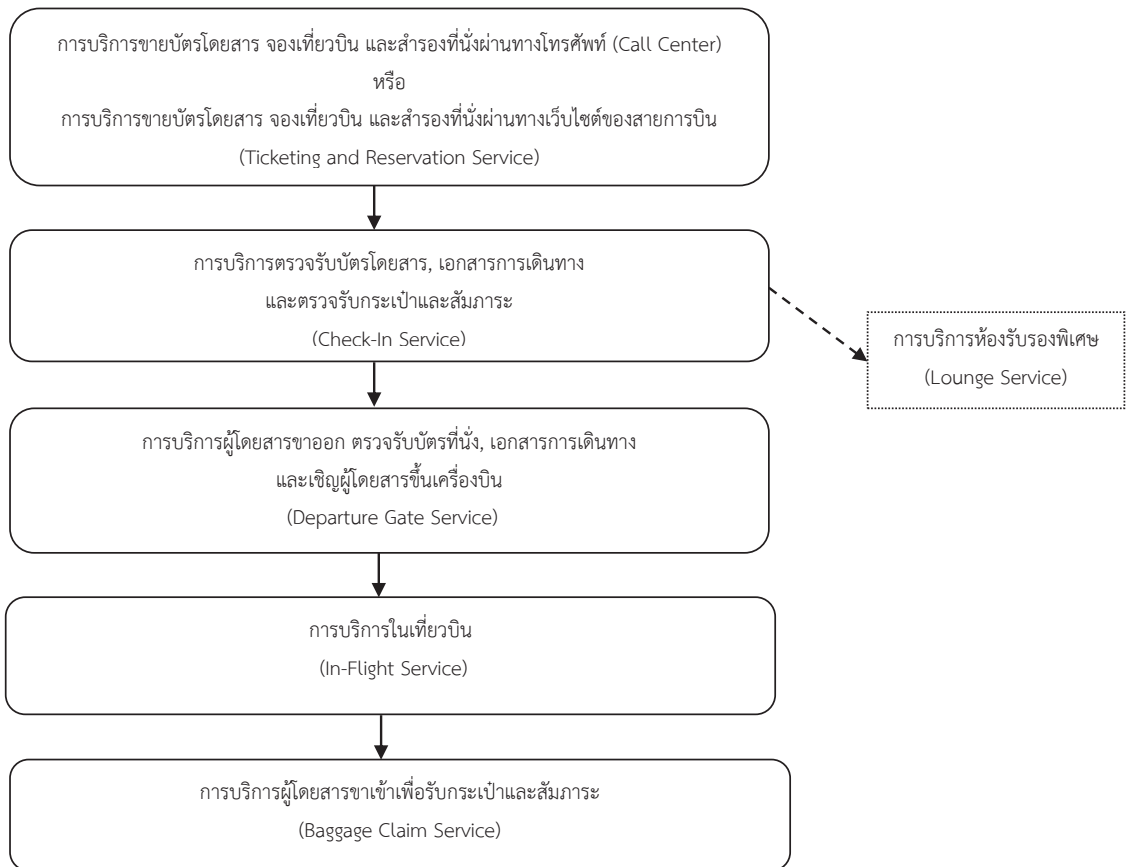 การบริการขายบัตรโดยสาร จองเที่ยวบิน และสำรองที่นั่งผ่านทางโทรศัพท์ (Call Center)
หรือ
การบริการขายบัตรโดยสาร จองเที่ยวบิน และสำรองที่นั่งผ่านทางเว็บไซต์ของสายการบิน
(Ticketing and Reservation Service)
การบริการตรวจรับบัตรโดยสาร, เอกสารการเดินทาง
และตรวจรับกระเป๋าและสัมภาระ
(Check-In Service)
การบริการห้องรับรองพิเศษ
(Lounge Service)
การบริการผู้โดยสารขาออก ตรวจรับบัตรที่นั่ง, เอกสารการเดินทาง
และเชิญผู้โดยสารขึ้นเครื่องบิน
(Departure Gate Service)
การบริการในเที่ยวบิน
(In-Flight Service)
การบริการผู้โดยสารขาเข้าเพื่อรับกระเป๋าและสัมภาระ
(Baggage Claim Service)